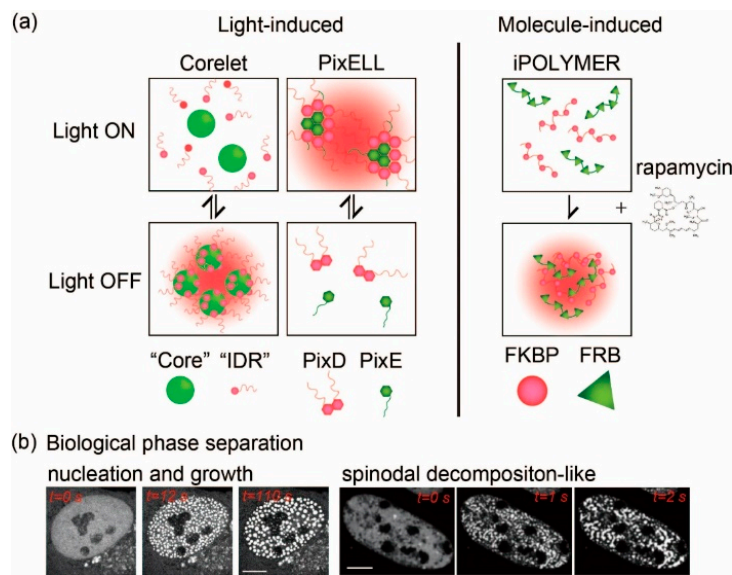 (a)
Light-induced
Molecule-induced
Corelet
PixELL
iPOLYMER
Light ON
rapamycin
+
Light OFF
“Core” “IDR”
PixD
PixE
FKBP
FRB
(b) Biological phase separation
nucleation and growth
spinodal decompositon-like
t=0 s
t=12 s
t=110 s
t=0 s
t=1 s
t=2 s